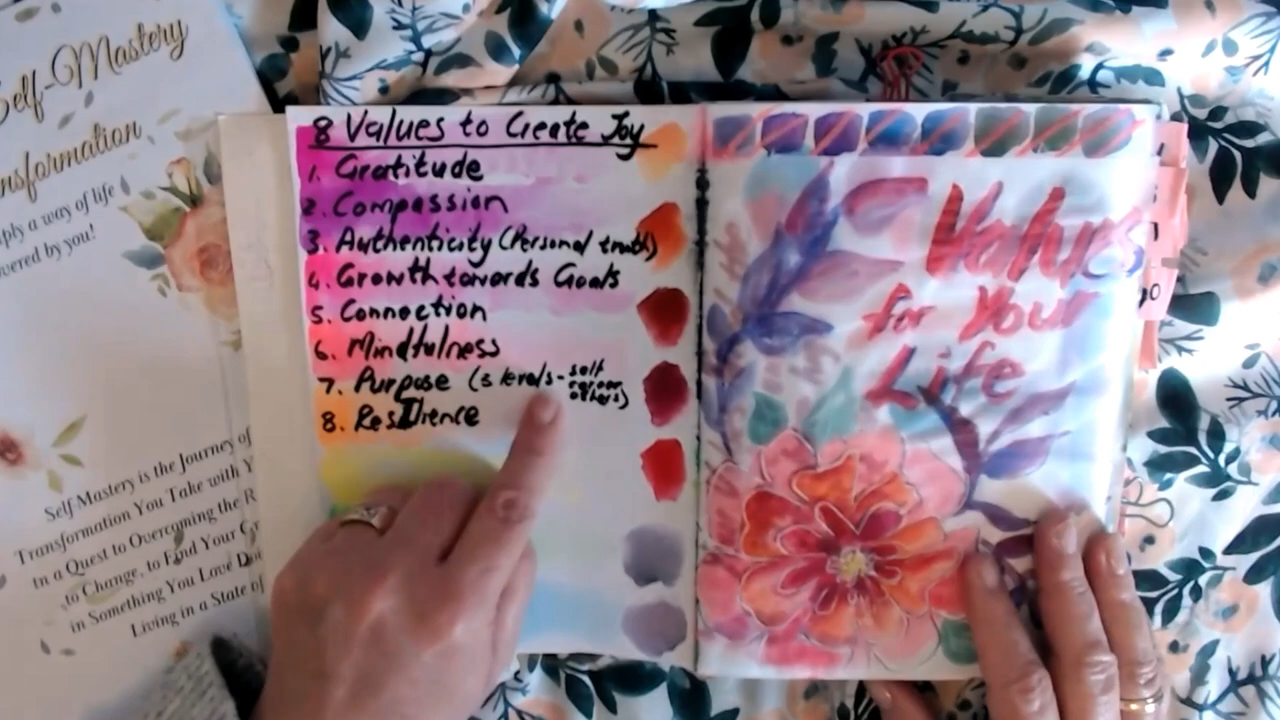 Self-Mastery
nsformation
ply a way of life
vered by you!
Self Mastery is the Journey of
Transformation You Take with Y
in a Quest to Overcoming the R
to Change, to Find Your G
in Something You Love Do
Living in a State of
8 Values to Create Joy
1. Gratitude
2. Compassion
3. Authenticity (Personal truth)
4. Growth towards Goals
5. Connection
6. Mindfulness
7. Purpose (3 levels - self
others)
8. Resilience
Values
for Your
Life